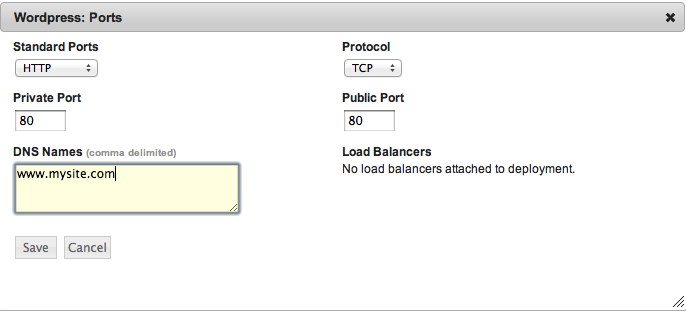 Wordpress: Ports
Standard Ports
HTTP
Protocol
TCP
Private Port
80
Public Port
80
DNS Names (comma delimited)
www.mysite.com
Load Balancers
No load balancers attached to deployment.
Save
Cancel